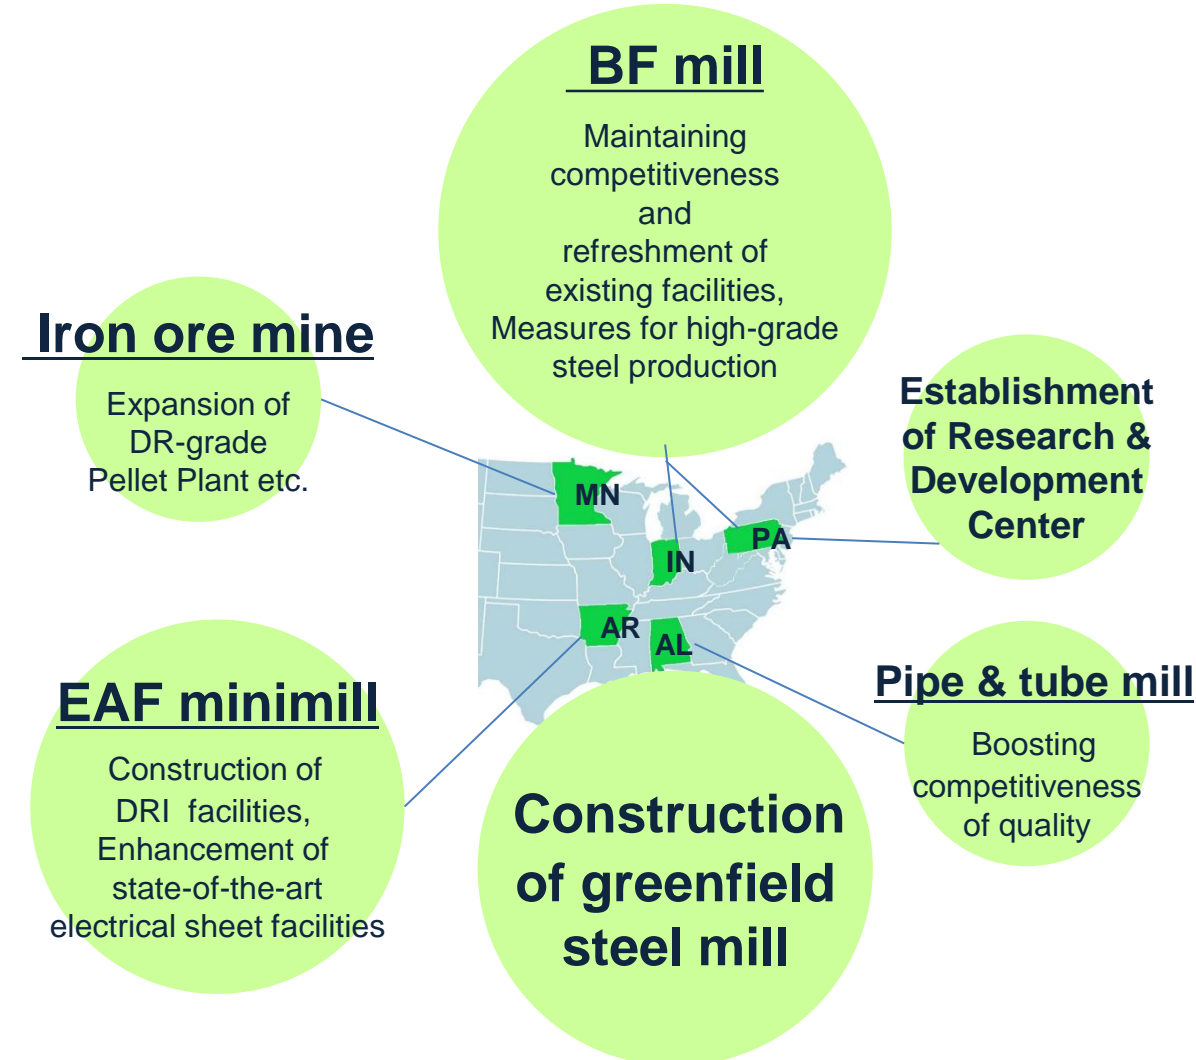 BF mill
Maintaining
competitiveness
and
refreshment of
existing facilities,
Measures for high-grade
steel production
Iron ore mine
Expansion of
DR-grade
Pellet Plant etc.
Establishment
of Research &
Development
Center
MN
PA
IN
AR
AL
EAF minimill
Construction of
DRI facilities,
Enhancement of
state-of-the-art
electrical sheet facilities
Pipe & tube mill
Boosting
competitiveness
of quality
Construction
of greenfield
steel mill